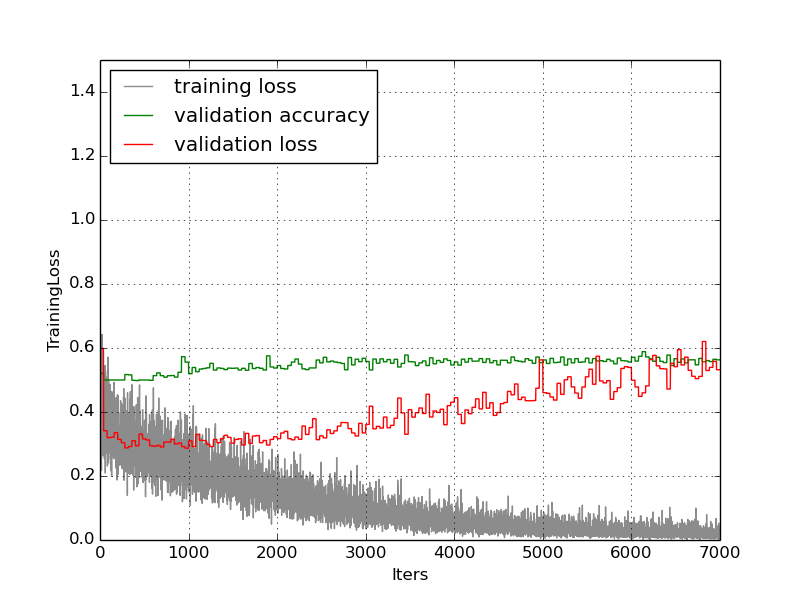 training loss
validation accuracy
validation loss
TrainingLoss
1.4
1.2
1.0
0.8
0.6
0.4
0.2
0.0
0 1000 2000 3000 4000 5000 6000 7000
Iters